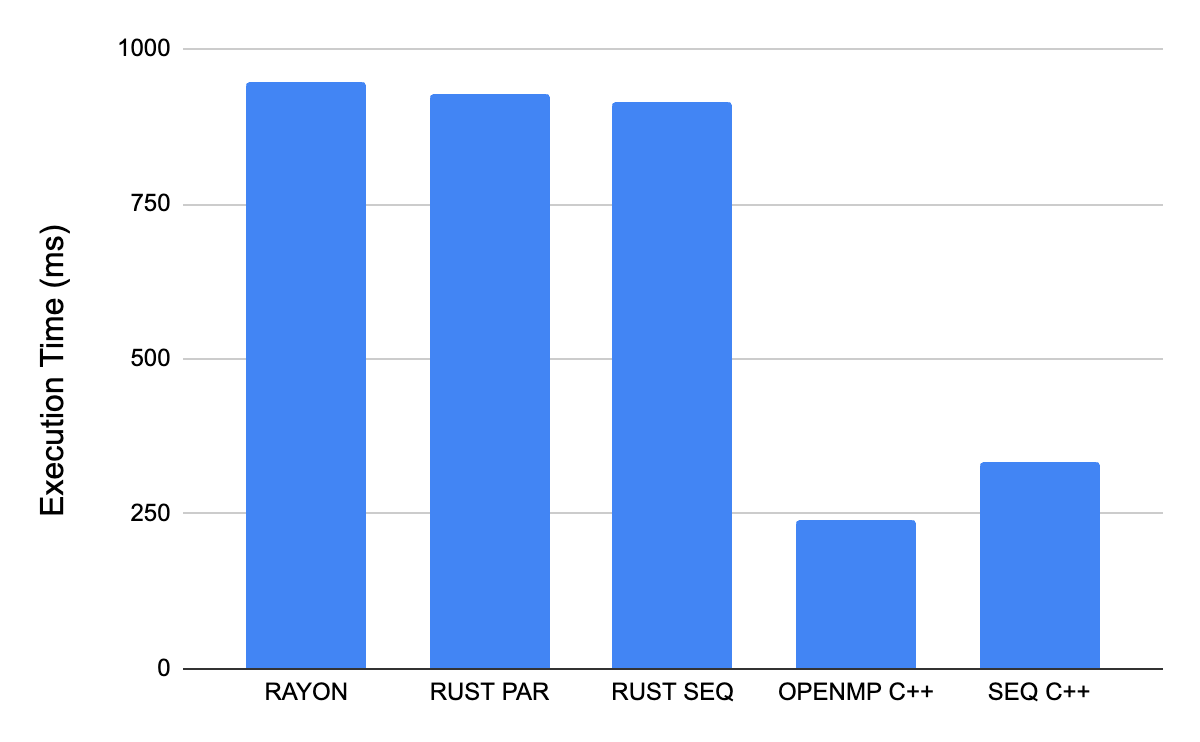 Execution Time (ms)
1000
750
500
250
0
RAYON
RUST PAR
RUST SEQ
OPENMP C++
SEQ C++